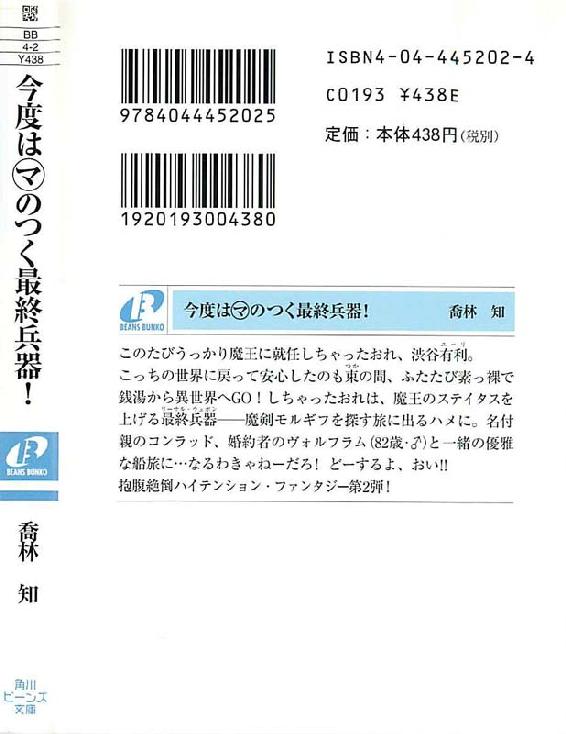 BB
4-2
Y438
今度は㋮のつく最終兵器!
BEANS BUNKO
喬林 知
角川
ビーンズ
文庫
9784044452025
1920193004380
ISBN4-04-445202-4
C0193 ¥438E
定価：本体438円(税別)
BEANS BUNKO
今度は㋮のつく最終兵器! 喬林 知
このたびうっかり魔王に就任しちゃったおれ、渋谷有利。
こっちの世界に戻って安心したのも束の間、ふたたび素っ裸で
銭湯から異世界へGO！しちゃったおれは、魔王のステイタスを
上げる最終兵器――魔剣モルギフを探す旅に出るハメに。名付
親のコンラッド、婚約者のヴォルフラム(82歳・♂)と一緒の優雅
な船旅に…なるわきゃねーだろ! どーするよ、おい!!
抱腹絶倒ハイテンション・ファンタジー第2弾!